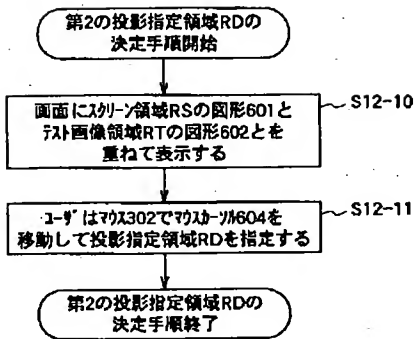 第2の投影指定領域RDの
決定手順開始
画面にスクリーン領域RSの図形601と
テスト画像領域RTの図形602とを
重ねて表示する
S12-10
ユーザはマウス302でマウスカーソル604を
移動して投影指定領域RDを指定する
S12-11
第2の投影指定領域RDの
決定手順終了